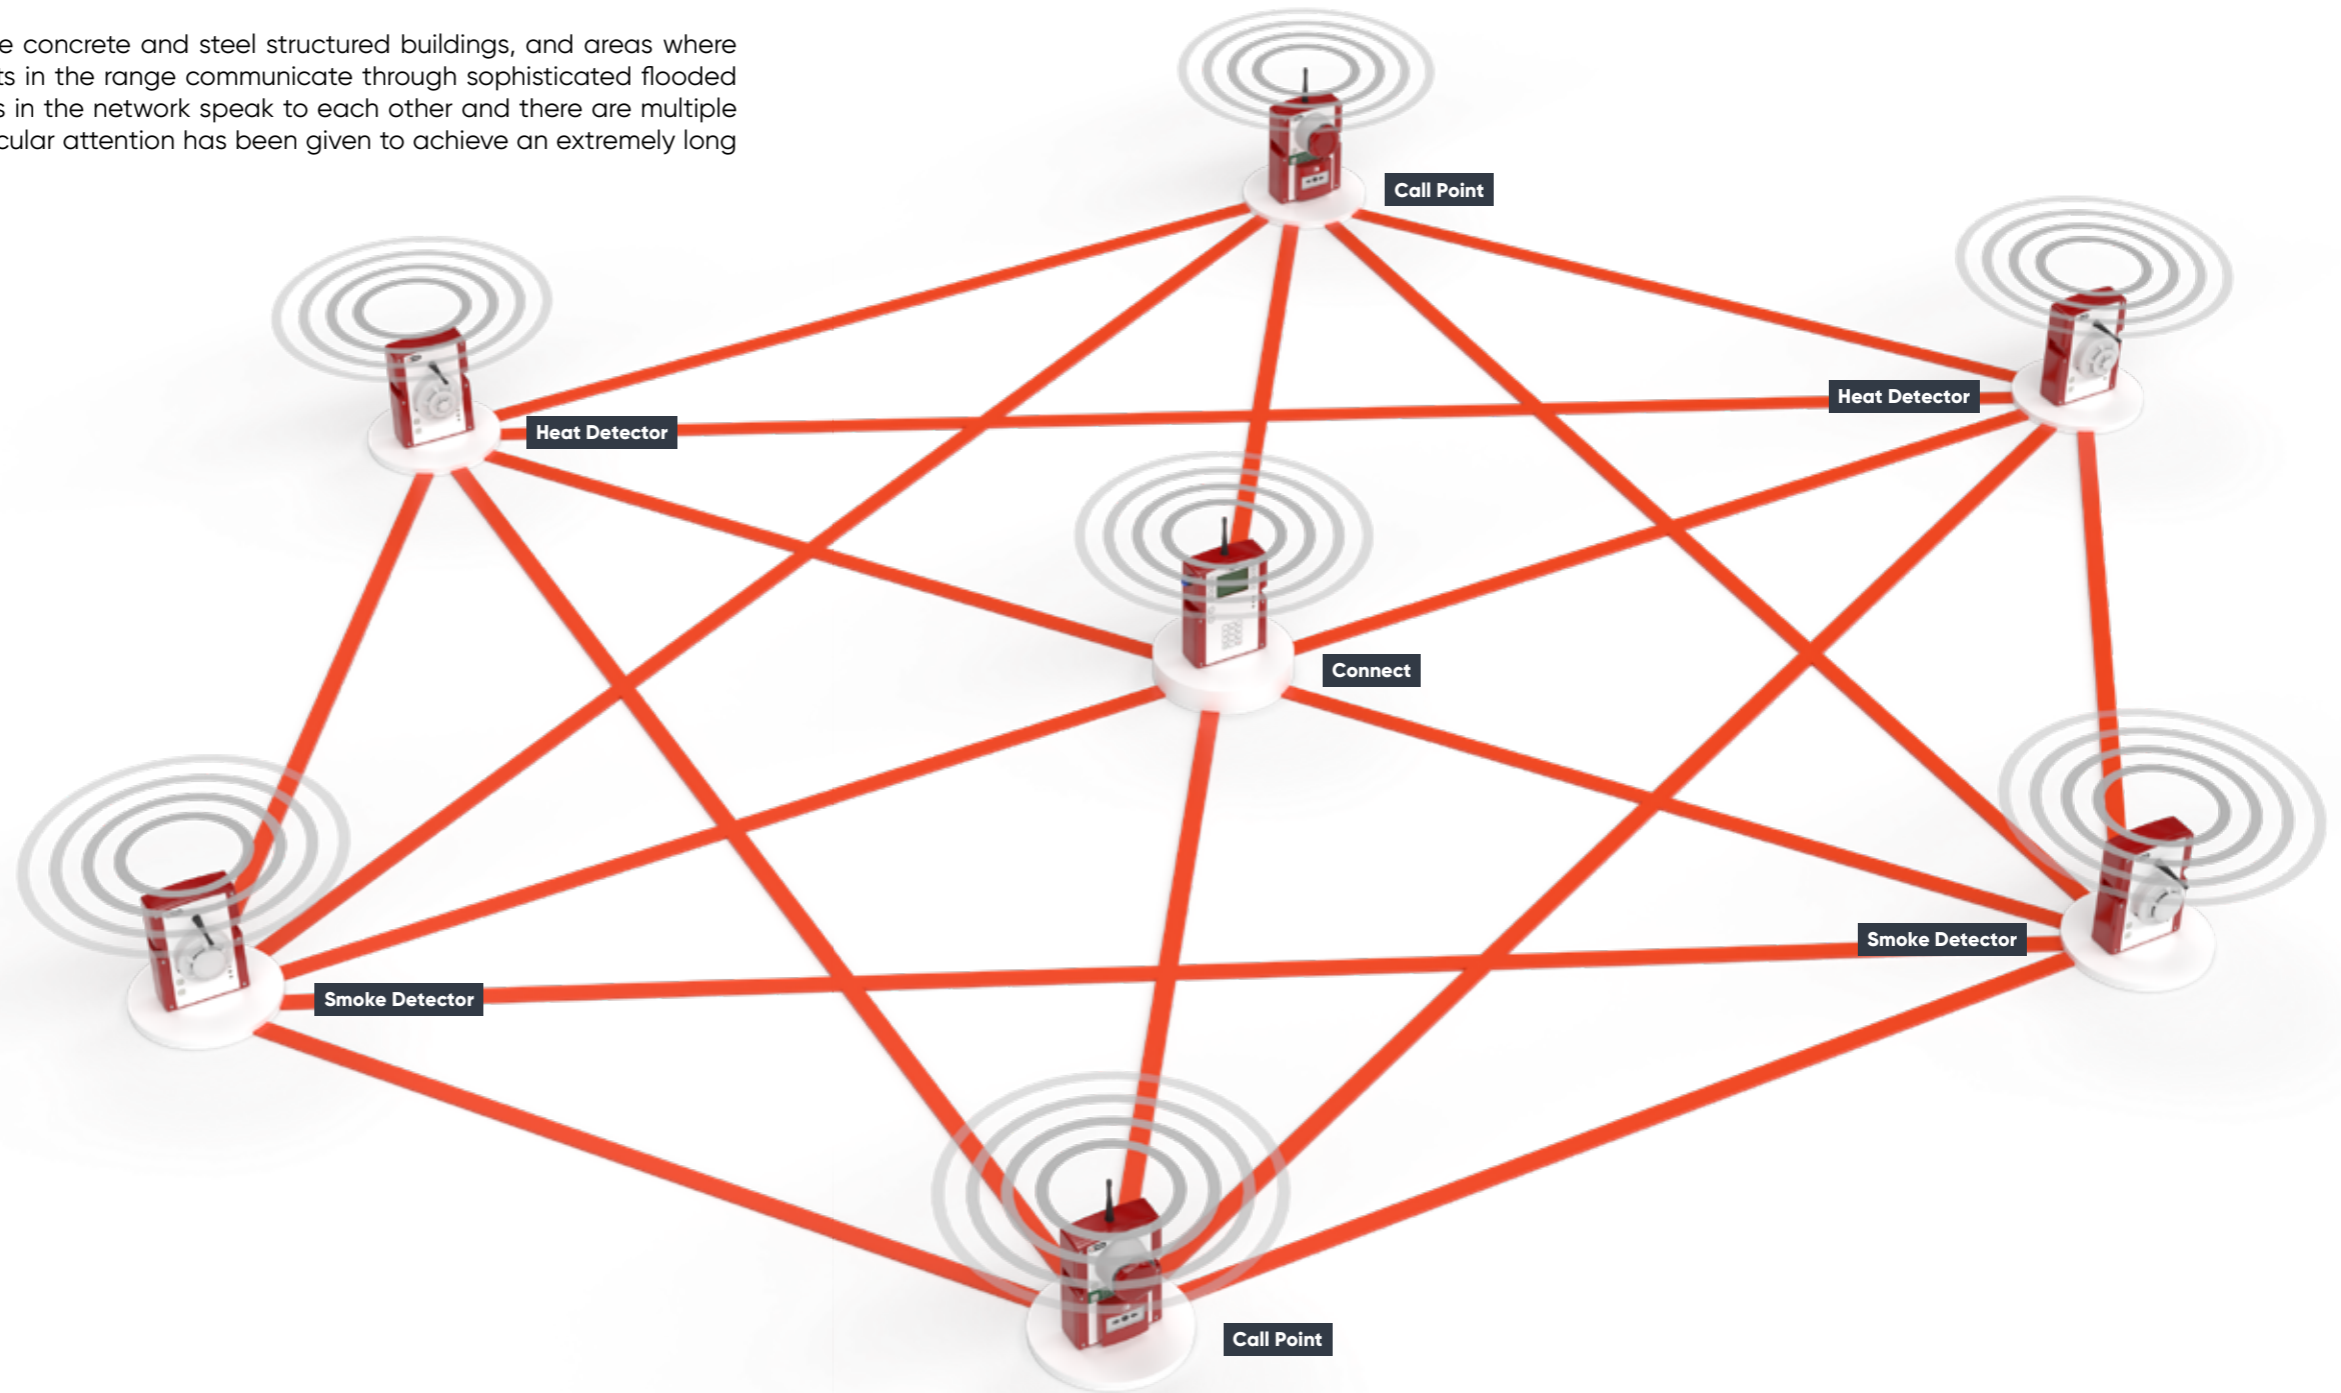 e concrete and steel structured buildings, and areas where
ts in the range communicate through sophisticated flooded
s in the network speak to each other and there are multiple
cular attention has been given to achieve an extremely long
Call Point
Heat Detector
Heat Detector
Connect
Smoke Detector
Smoke Detector
Call Point